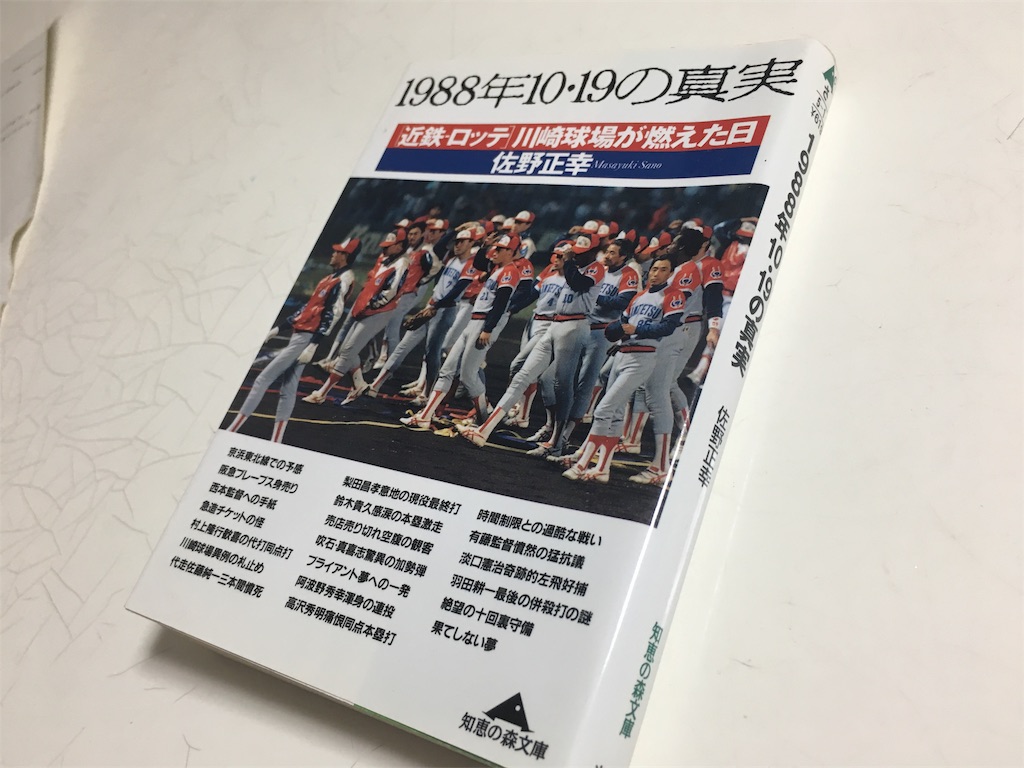 1988年10・19の真実
[近鉄-ロッテ]川崎球場が燃えた日
佐野正幸 Masayuki Sano
京浜東北線での予感
阪急ブレーブス身売り
西本監督への手紙
急造チケットの怪
村上隆行歓喜の代打同点打
川崎球場異例の札止め
代走佐藤純一三本間憤死
梨田昌孝意地の現役最終打
鈴木貴久感涙の本塁激走
売店売り切れ空腹の観客
吹石・真喜志驚異の加勢弾
ブライアント夢への一発
阿波野秀幸渾身の連投
高沢秀明痛恨同点本塁打
時間制限との過酷な戦い
有藤監督憤然の猛抗議
淡口憲治奇跡的左飛好捕
羽田耕一最後の併殺打の謎
絶望の十回裏守備
果てしない夢
知恵の森文庫
1988年10・19の真実
佐野正幸
知恵の森文庫
KINTETSU
10
26
21